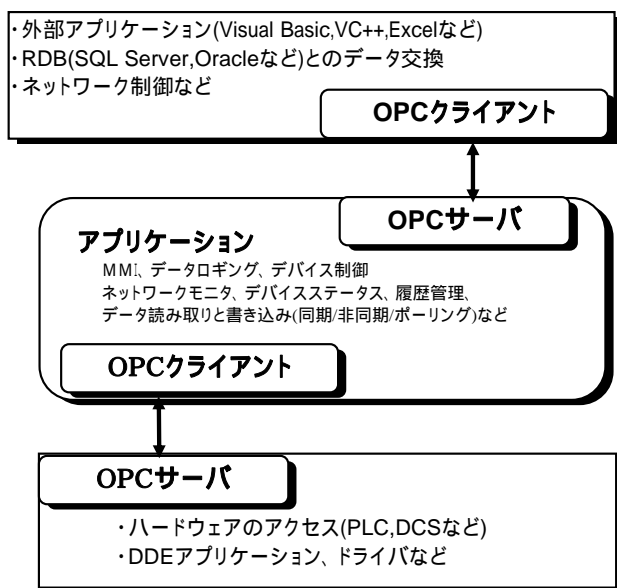 ・外部アプリケーション(Visual Basic,VC++,Excelなど)
・RDB(SQL Server,Oracleなど)とのデータ交換
・ネットワーク制御など
OPCクライアント
OPCサーバ
アプリケーション
MMI、データロギング、デバイス制御
ネットワークモニタ、デバイスステータス、履歴管理、
データ読み取りと書き込み(同期/非同期/ポーリング)など
OPCクライアント
OPCサーバ
・ハードウェアのアクセス(PLC,DCSなど)
・DDEアプリケーション、ドライバなど